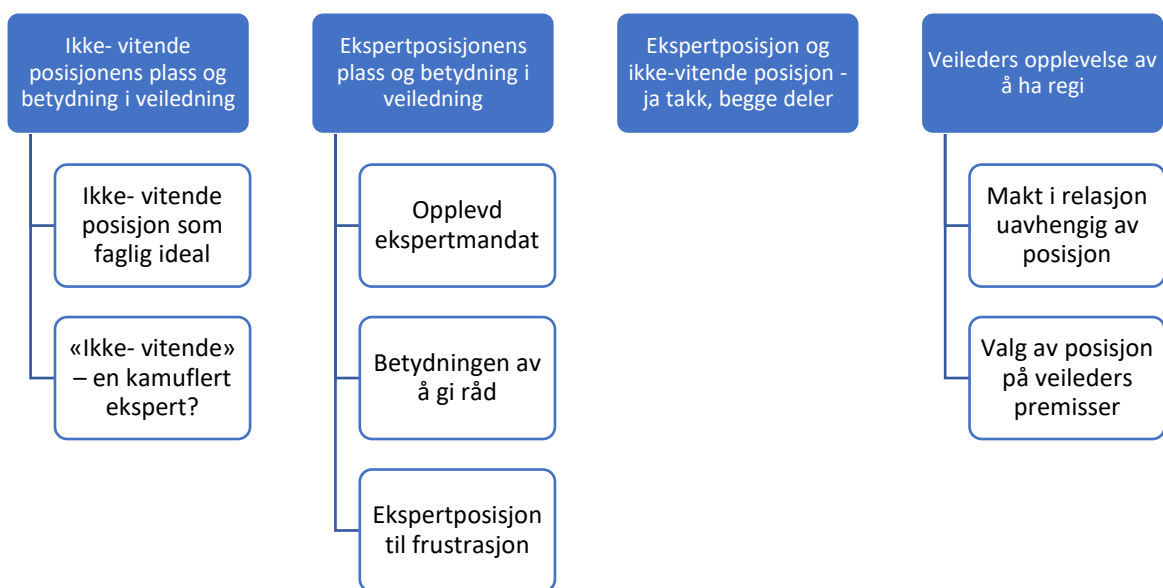 Ikke- vitende
posisjonens plass og
betydning i veiledning
Ikke- vitende
posisjon som
faglig ideal
«Ikke- vitende»
– en kamuflert
ekspert?
Ekspertposisjonens
plass og betydning i
veiledning
Opplevd
ekspertmandat
Betydningen av
å gi råd
Ekspertposisjon
til frustrasjon
Ekspertposisjon og
ikke-vitende posisjon -
ja takk, begge deler
Veileders opplevelse av
å ha regi
Makt i relasjon
uavhengig av
posisjon
Valg av posisjon
på veileders
premisser